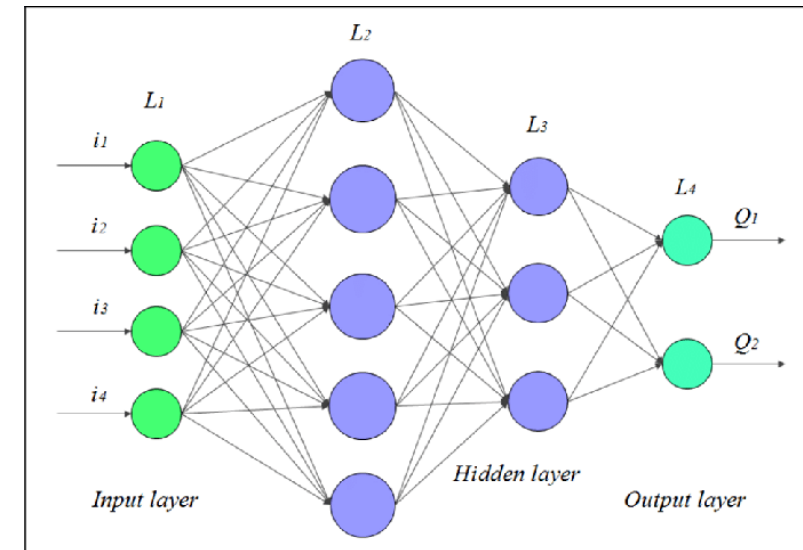 L2
L1
L3
i1
L4
i2
Q1
i3
Q2
i4
Hidden layer
Input layer
Output layer